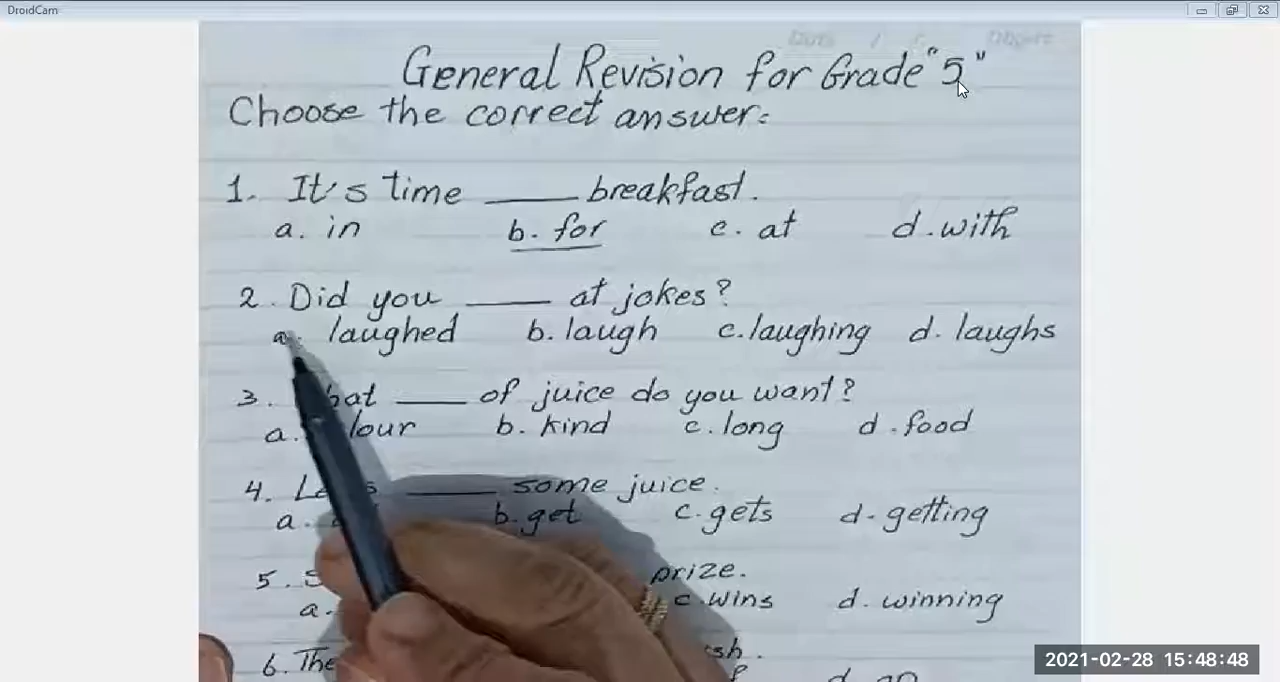 DroidCam
General Revision for Grade "5"
Choose the correct answer:
1. It's time ____ breakfast.
a. in b. for c. at d. with
2. Did you ____ at jokes?
a. laughed b. laugh c. laughing d. laughs
3. ____ of juice do you want?
a. b. kind c. long d. food
4. ____ some juice.
a. b. get c. gets d. getting
5. prize.
a. c. wins d. winning
6. The
2021-02-28 15:48:48